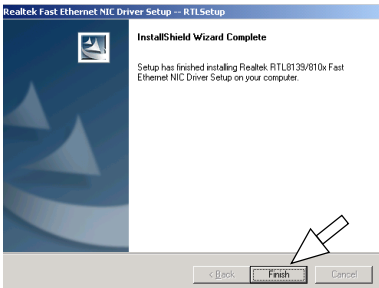 Realtek Fast Ethernet NIC Driver Setup -- RTLSetup
InstallShield Wizard Complete
Setup has finished installing Realtek RTL8139/810x Fast
Ethernet NIC Driver Setup on your computer.
< Back
Finish
Cancel